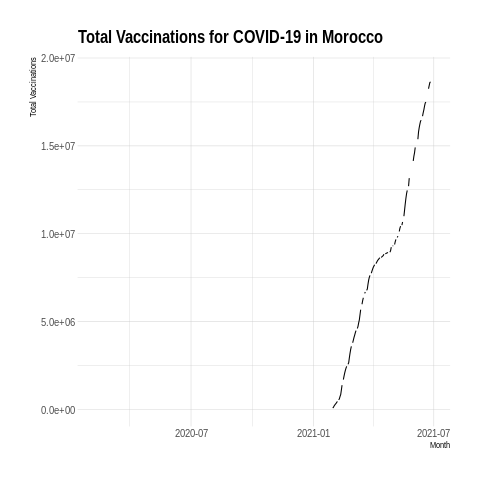 Total Vaccinations for COVID-19 in Morocco
Total Vaccinations
2.0e+07
1.5e+07
1.0e+07
5.0e+06
0.0e+00
2020-07
2021-01
2021-07
Month